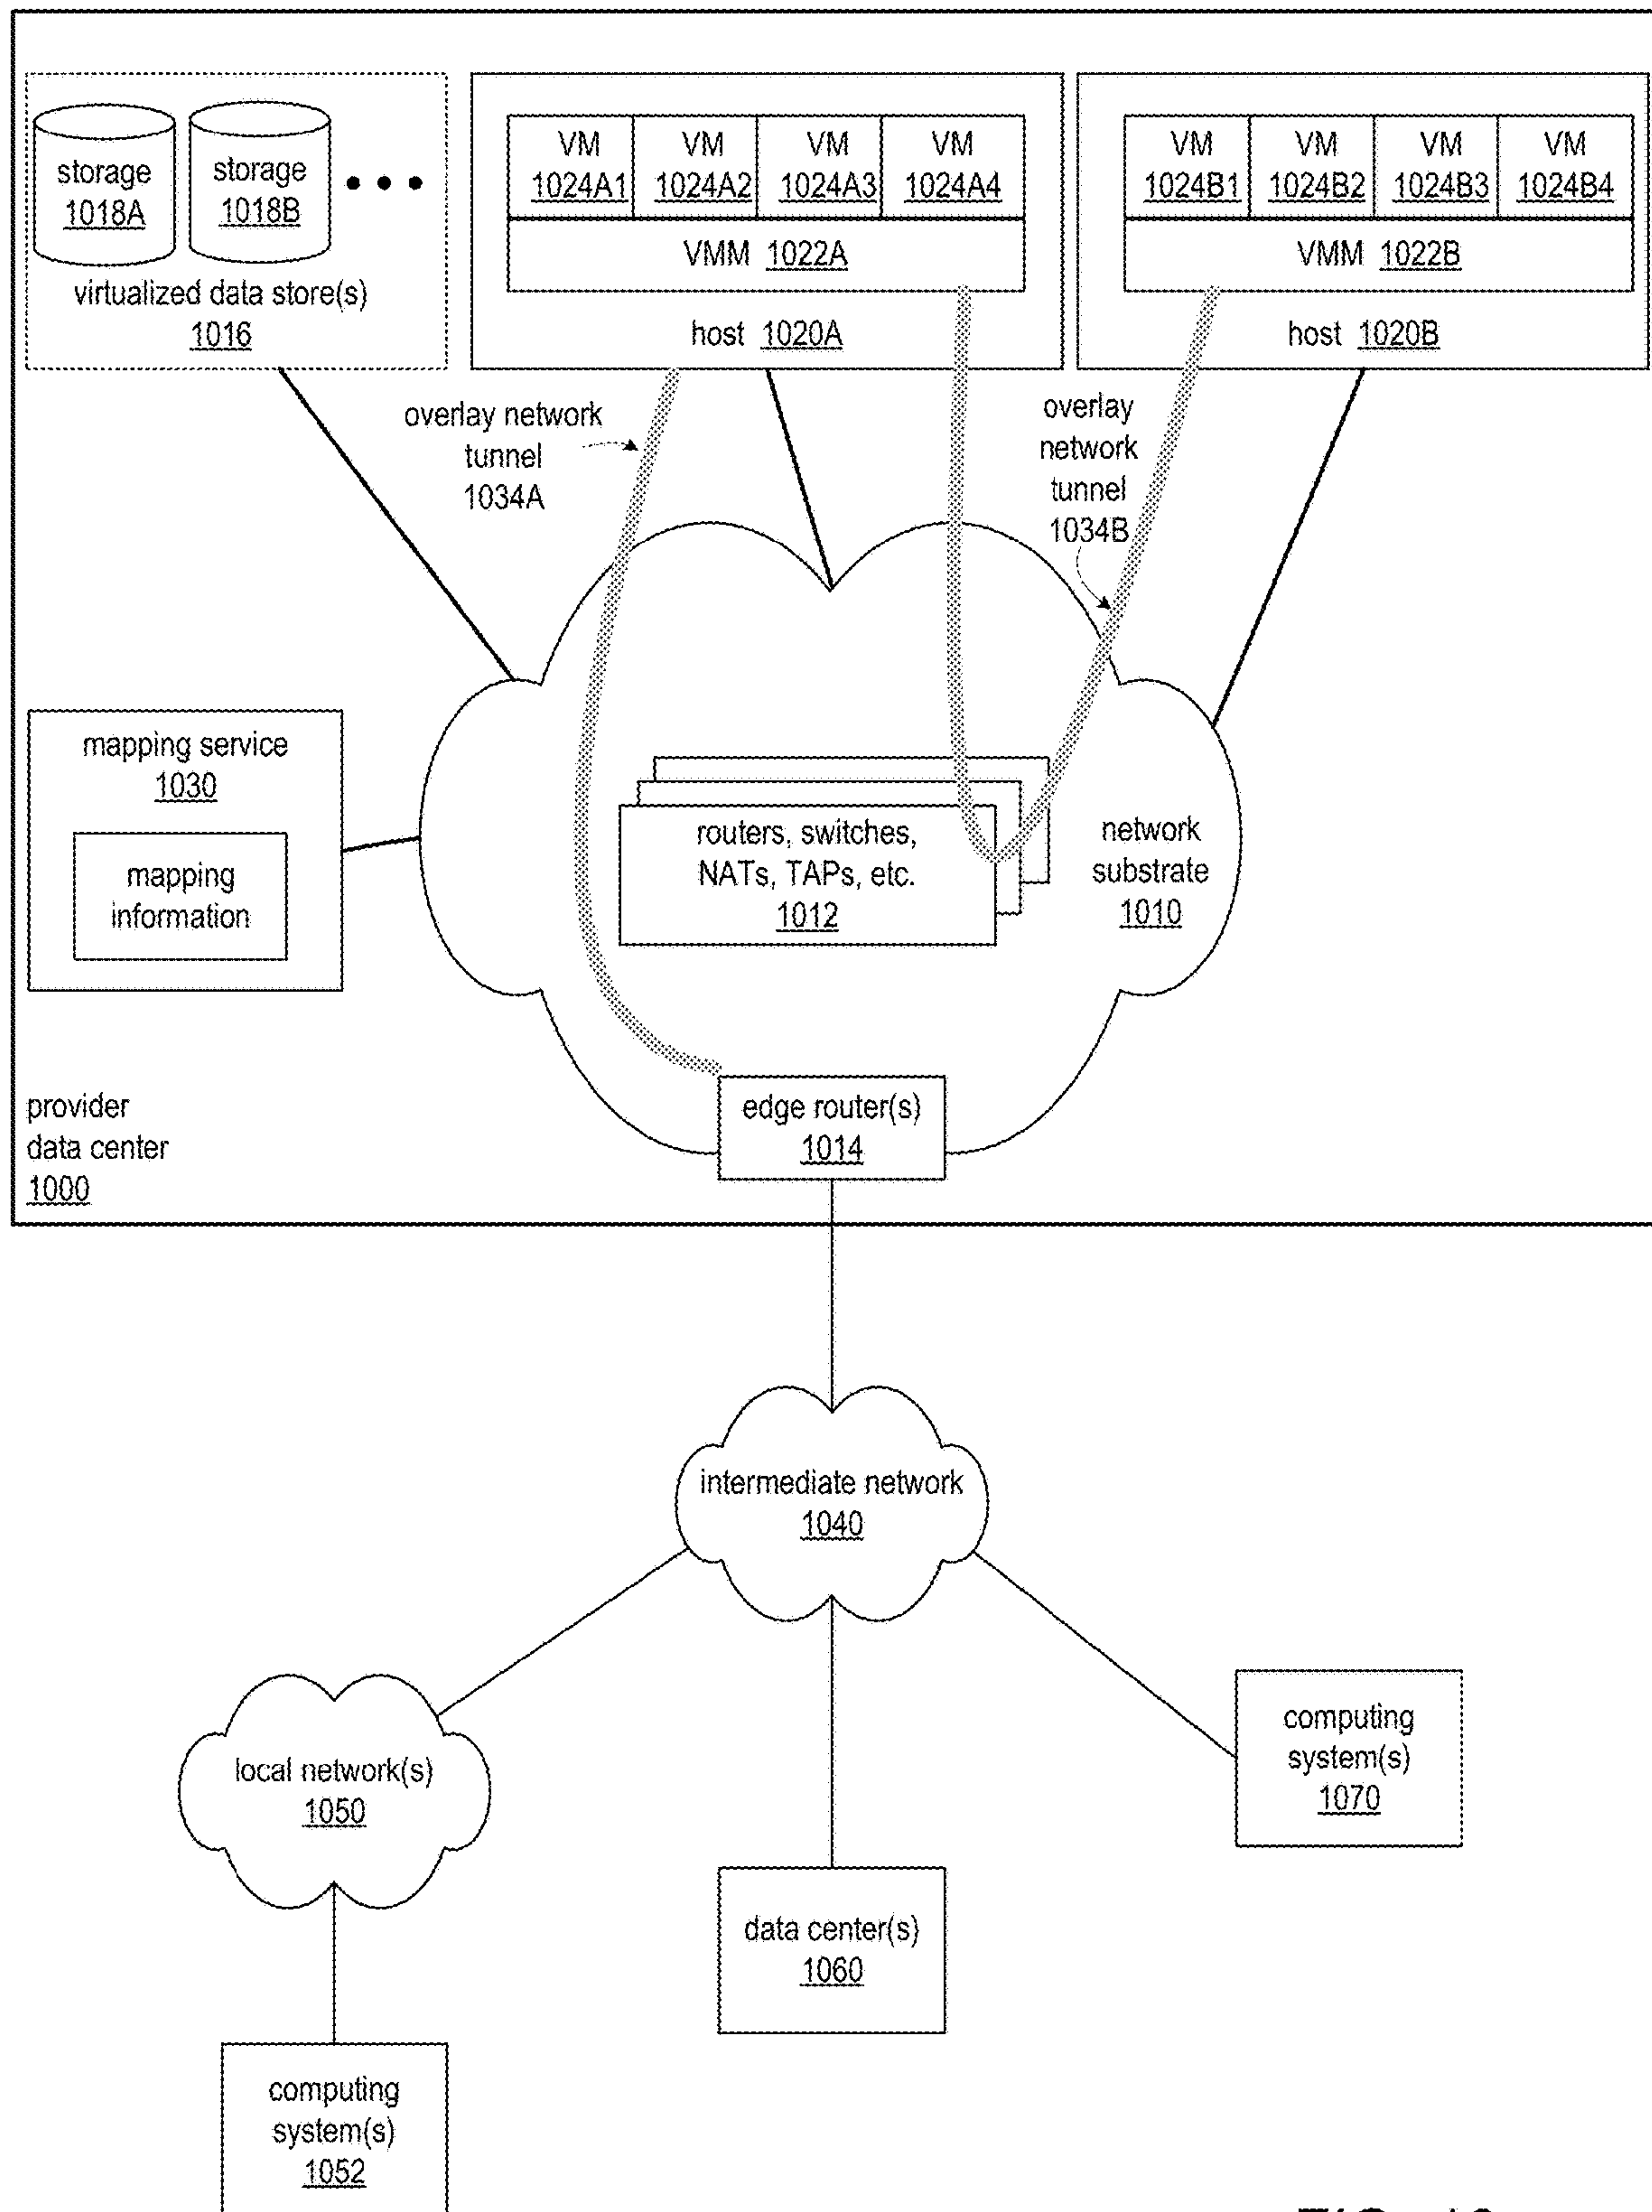 storage
1018A
storage
1018B
virtualized data store(s)
1016
VM
1024A1
VM
1024A2
VM
1024A3
VM
1024A4
VMM 1022A
host 1020A
VM
1024B1
VM
1024B2
VM
1024B3
VM
1024B4
VMM 1022B
host 1020B
overlay network
tunnel
1034A
overlay
network
tunnel
1034B
mapping service
1030
mapping
information
routers, switches,
NATs, TAPs, etc.
1012
network
substrate
1010
edge router(s)
1014
provider
data center
1000
intermediate network
1040
local network(s)
1050
computing
system(s)
1070
data center(s)
1060
computing
system(s)
1052